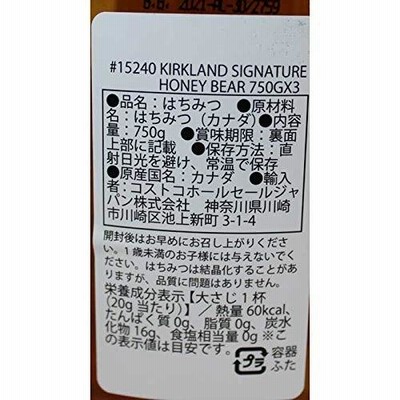 #15240 KIRKLAND SIGNATURE
HONEY BEAR 750GX3
●品名：はちみつ ●原材料
名：はちみつ（カナダ）●内容
量：750g ●賞味期限：裏面
上部に記載 ●保存方法：直
射日光を避け、常温で保存
●原産国名：カナダ ●輸入
者：コストコホールセールジャ
パン株式会社 神奈川県川崎
市川崎区池上新町 3-1-4
開封後はお早めにお召し上がりくださ
い。1歳未満のお子様には与えないでく
ださい。はちみつは結晶化することがあ
りますが、品質に問題はありません。
栄養成分表示【大さじ1杯
(20g 当たり)】／熱量 60kcal、
たんぱく質 0g、脂質 0g、炭水
化物 16g、食塩相当量 0g ※こ
の表示値は目安です。
プラ
容器
ふた